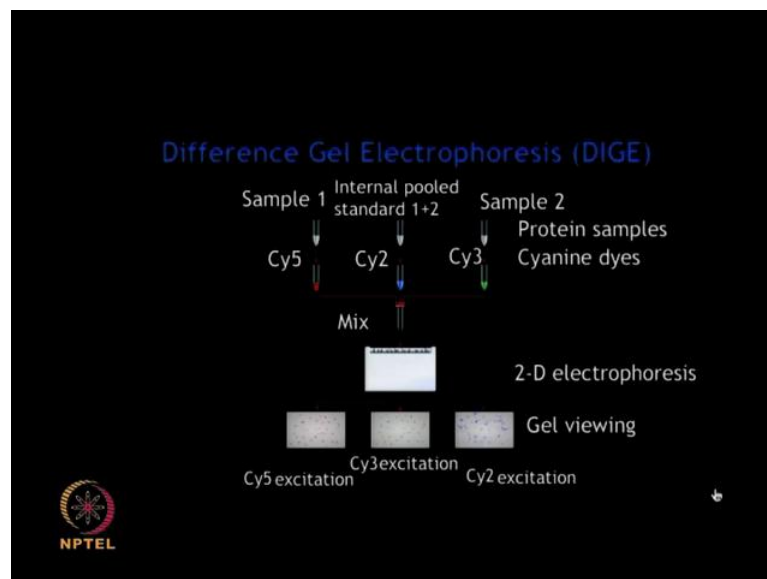 Difference Gel Electrophoresis (DIGE)
Sample 1
Internal pooled
standard 1+2
Sample 2
Protein samples
Cy5
Cy2
Cy3
Cyanine dyes
Mix
2-D electrophoresis
Gel viewing
Cy5 excitation
Cy3excitation
Cy2 excitation
NPTEL